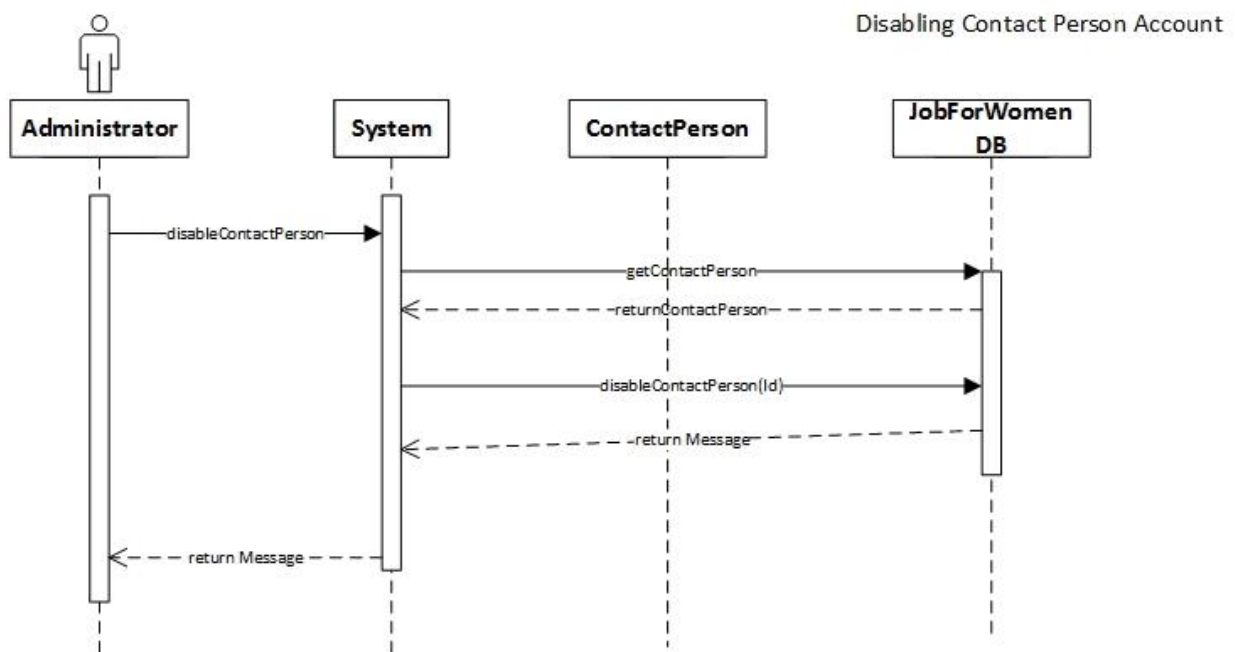 Disabling Contact Person Account
Administrator
System
ContactPerson
JobForWomen
DB
disableContactPerson
getContactPerson
returnContactPerson
disableContactPerson(Id)
return Message
return Message